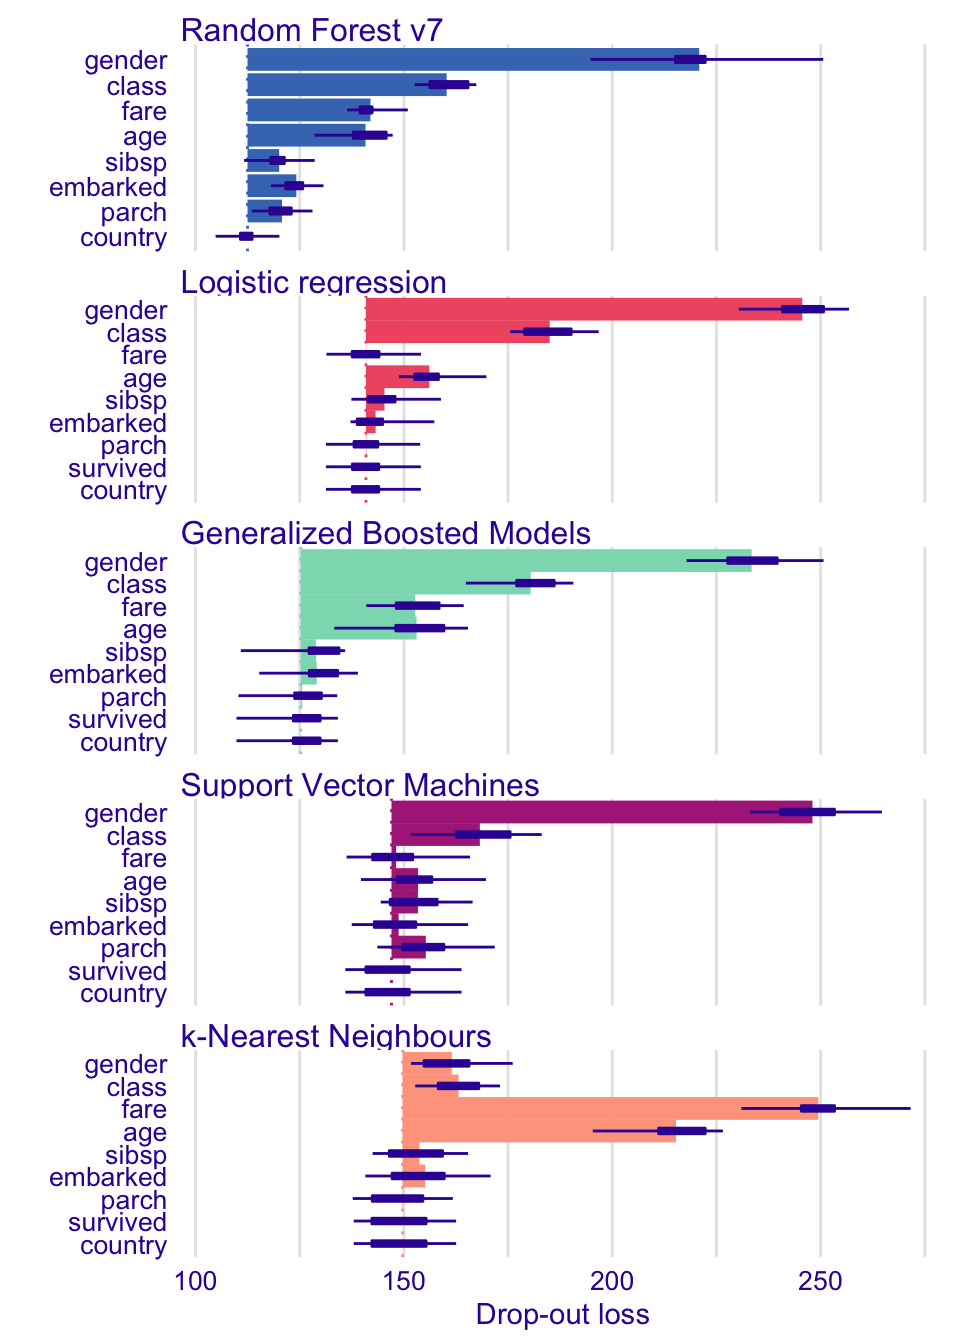 Random Forest v7
gender
class
fare
age
sibsp
embarked
parch
country
Logistic regression
gender
class
fare
age
sibsp
embarked
parch
survived
country
Generalized Boosted Models
gender
class
fare
age
sibsp
embarked
parch
survived
country
Support Vector Machines
gender
class
fare
age
sibsp
embarked
parch
survived
country
k-Nearest Neighbours
gender
class
fare
age
sibsp
embarked
parch
survived
country
100 150 200 250
Drop-out loss